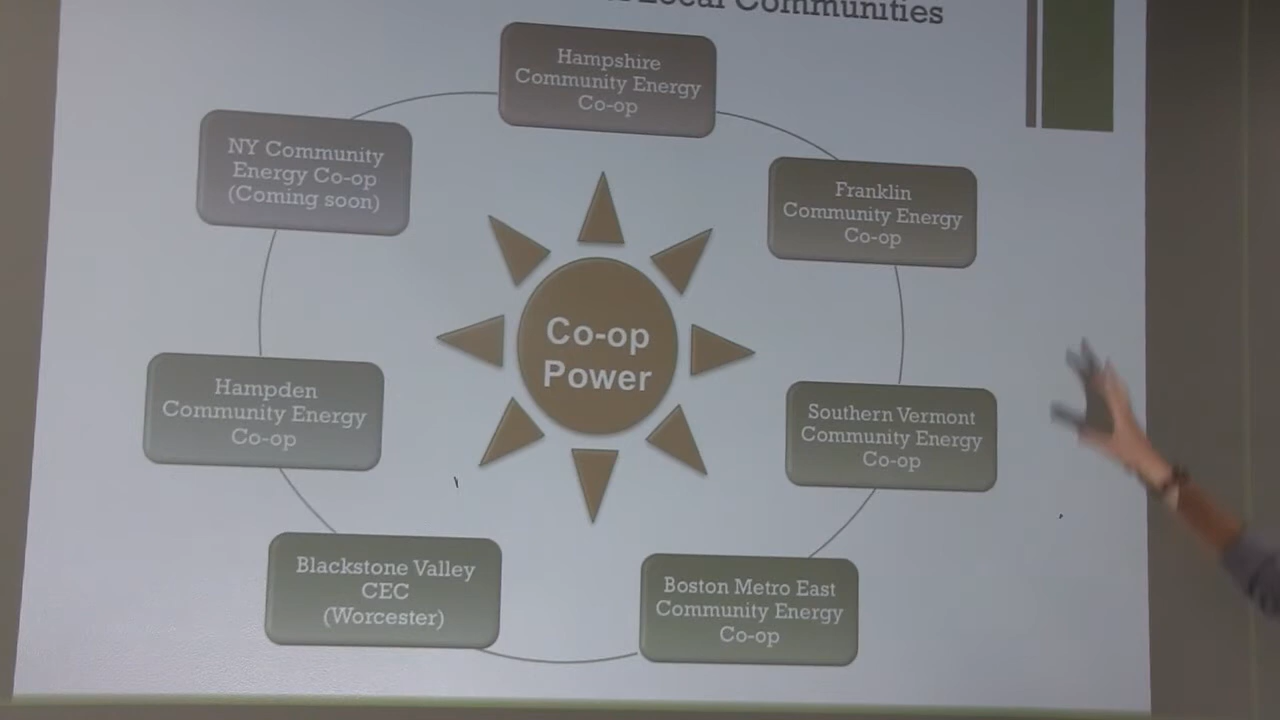 Local Communities
Hampshire
Community Energy
Co-op
NY Community
Energy Co-op
(Coming soon)
Franklin
Community Energy
Co-op
Co-op
Power
Hampden
Community Energy
Co-op
Southern Vermont
Community Energy
Co-op
Blackstone Valley
CEC
(Worcester)
Boston Metro East
Community Energy
Co-op